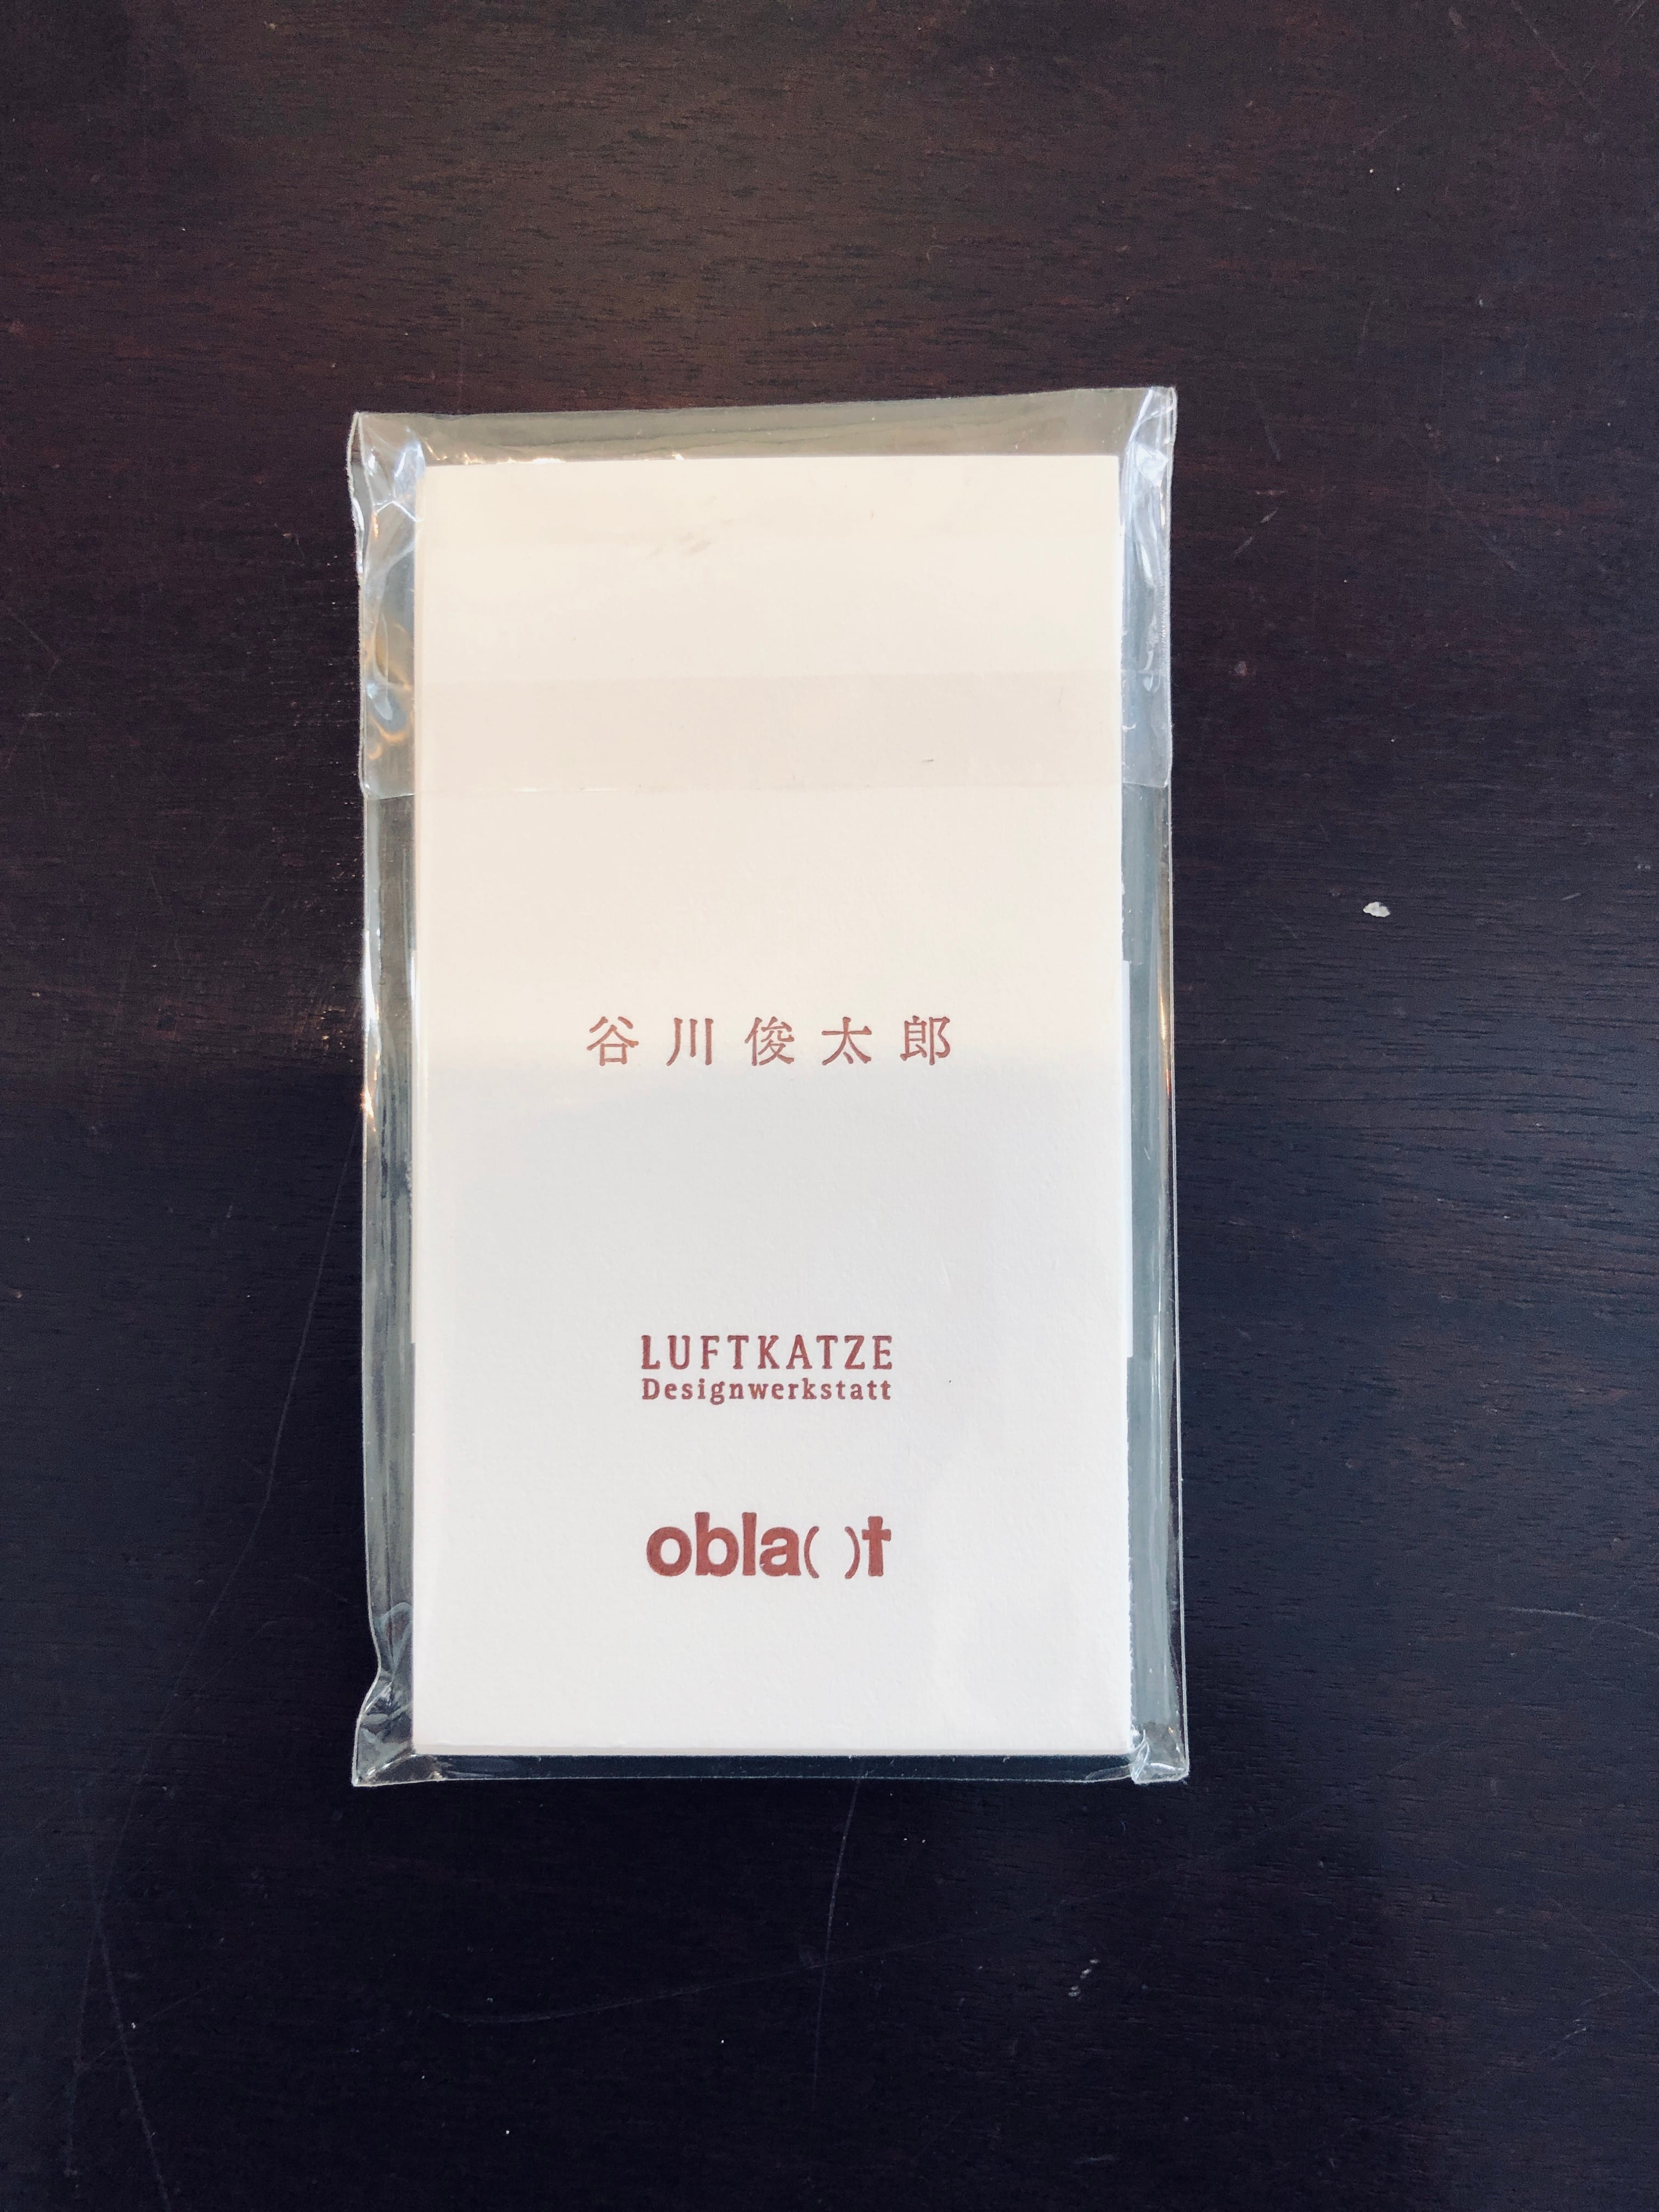 谷川俊太郎
LUFTKATZE
Designwerkstatt
obla( )t